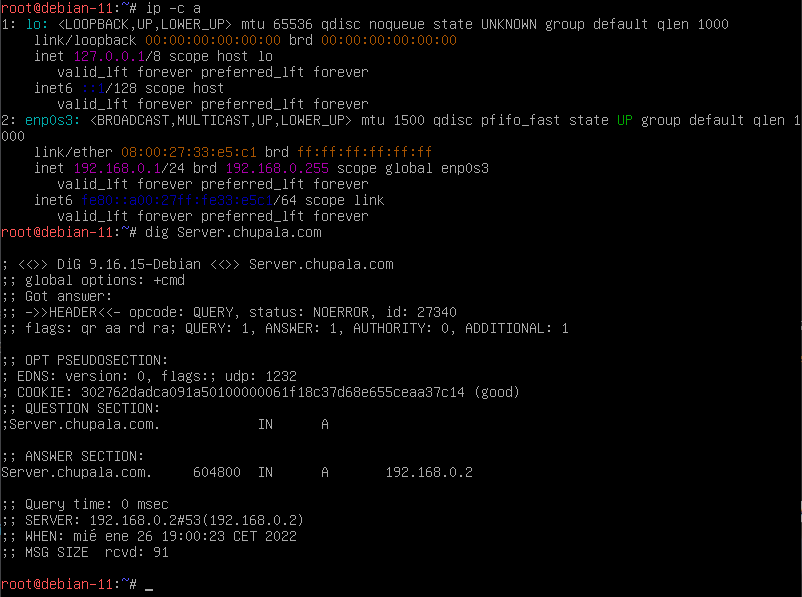 root@debian-11:~# ip -c a
1: lo: <LOOPBACK,UP,LOWER_UP> mtu 65536 qdisc noqueue state UNKNOWN group default qlen 1000
    link/loopback 00:00:00:00:00:00 brd 00:00:00:00:00:00
    inet 127.0.0.1/8 scope host lo
       valid_lft forever preferred_lft forever
    inet6 ::1/128 scope host
       valid_lft forever preferred_lft forever
2: enp0s3: <BROADCAST,MULTICAST,UP,LOWER_UP> mtu 1500 qdisc pfifo_fast state UP group default qlen 1
000
    link/ether 08:00:27:33:e5:c1 brd ff:ff:ff:ff:ff:ff
    inet 192.168.0.1/24 brd 192.168.0.255 scope global enp0s3
       valid_lft forever preferred_lft forever
    inet6 fe80::a00:27ff:fe33:e5c1/64 scope link
       valid_lft forever preferred_lft forever
root@debian-11:~# dig Server.chupala.com

; <<>> DiG 9.16.15-Debian <<>> Server.chupala.com
;; global options: +cmd
;; Got answer:
;; ->>HEADER<<- opcode: QUERY, status: NOERROR, id: 27340
;; flags: qr aa rd ra; QUERY: 1, ANSWER: 1, AUTHORITY: 0, ADDITIONAL: 1

;; OPT PSEUDOSECTION:
; EDNS: version: 0, flags:; udp: 1232
; COOKIE: 302762dadca091a50100000061f18c37d68e655ceaa37c14 (good)
;; QUESTION SECTION:
;Server.chupala.com.            IN      A

;; ANSWER SECTION:
Server.chupala.com.     604800  IN      A       192.168.0.2

;; Query time: 0 msec
;; SERVER: 192.168.0.2#53(192.168.0.2)
;; WHEN: mié ene 26 19:00:23 CET 2022
;; MSG SIZE  rcvd: 91

root@debian-11:~# _